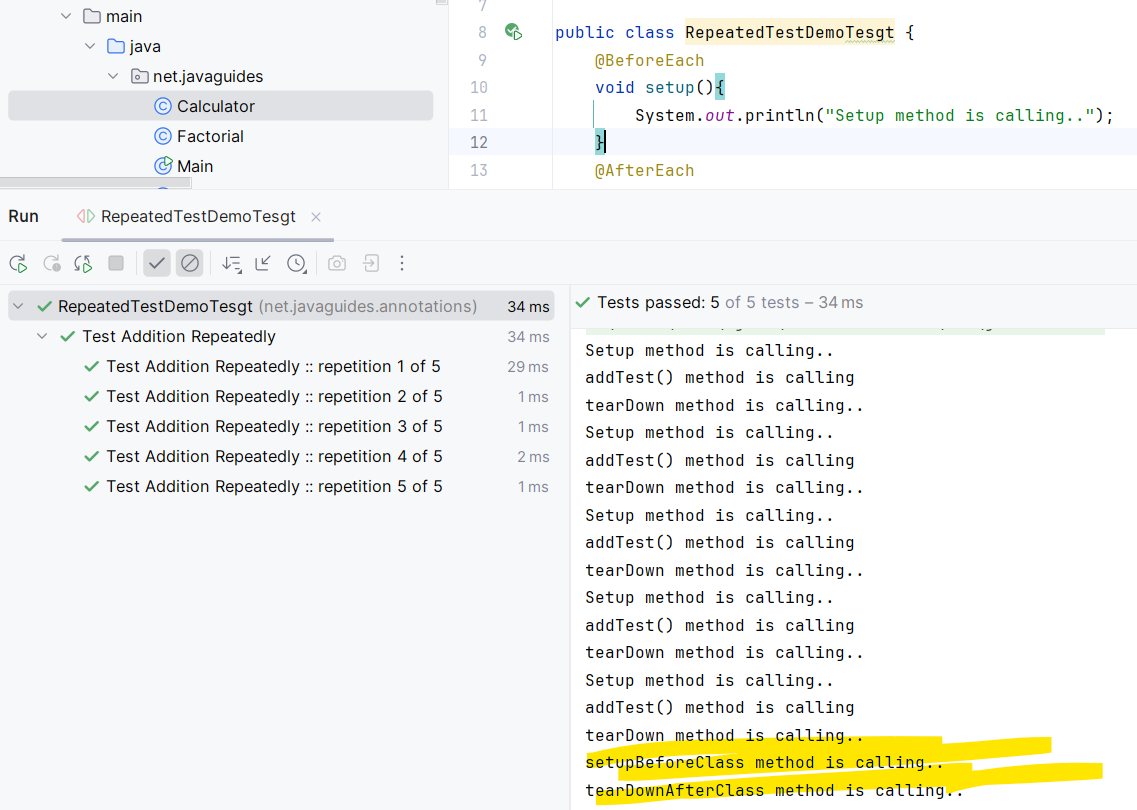 main
java
net.javaguides
Calculator
Factorial
Main
7
8 public class RepeatedTestDemoTesgt {
9 @BeforeEach
10 void setup(){
11 System.out.println("Setup method is calling..");
12 }
13 @AfterEach
Run RepeatedTestDemoTesgt
RepeatedTestDemoTesgt (net.javaguides.annotations) 34 ms
Test Addition Repeatedly 34 ms
Test Addition Repeatedly :: repetition 1 of 5 29 ms
Test Addition Repeatedly :: repetition 2 of 5 1 ms
Test Addition Repeatedly :: repetition 3 of 5 1 ms
Test Addition Repeatedly :: repetition 4 of 5 2 ms
Test Addition Repeatedly :: repetition 5 of 5 1 ms
Tests passed: 5 of 5 tests – 34 ms
Setup method is calling..
addTest() method is calling
tearDown method is calling..
Setup method is calling..
addTest() method is calling
tearDown method is calling..
Setup method is calling..
addTest() method is calling
tearDown method is calling..
Setup method is calling..
addTest() method is calling
tearDown method is calling..
Setup method is calling..
addTest() method is calling
tearDown method is calling..
setupBeforeClass method is calling..
tearDownAfterClass method is calling..